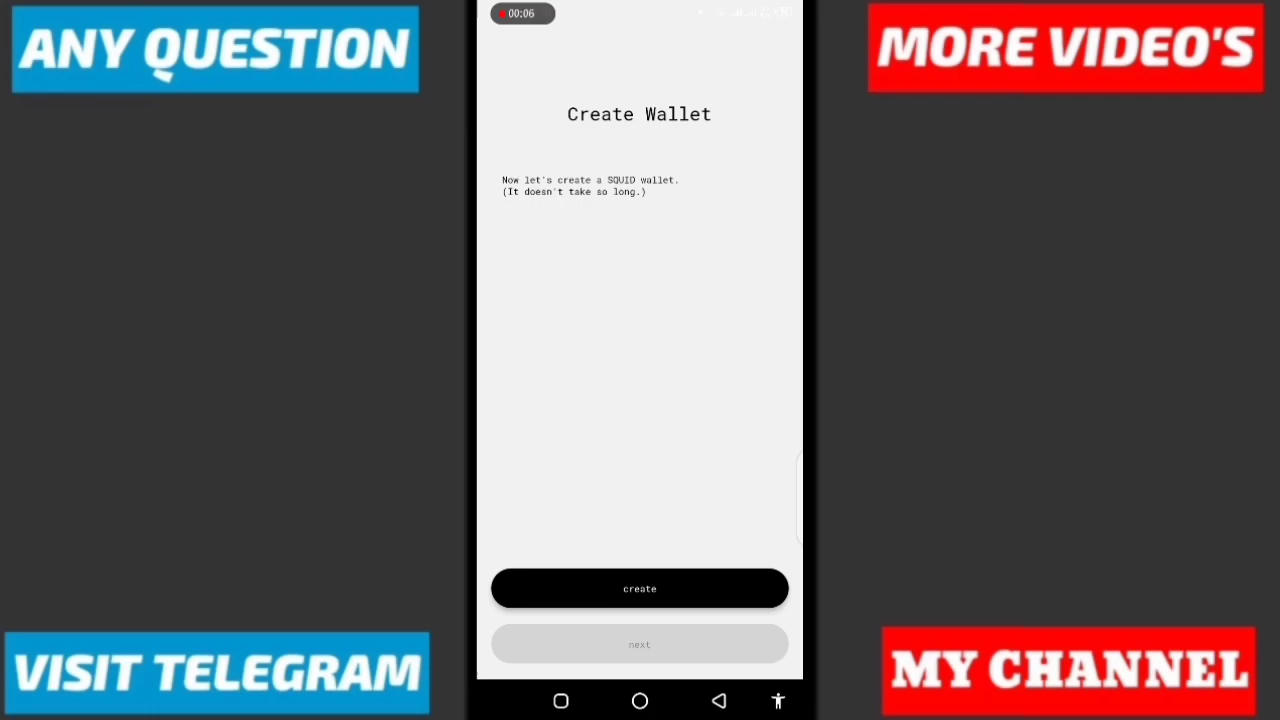 ANY QUESTION
MORE VIDEO'S
00:06
Create Wallet
Now let's create a SQUID wallet.
(It doesn't take so long.)
create
next
VISIT TELEGRAM
MY CHANNEL